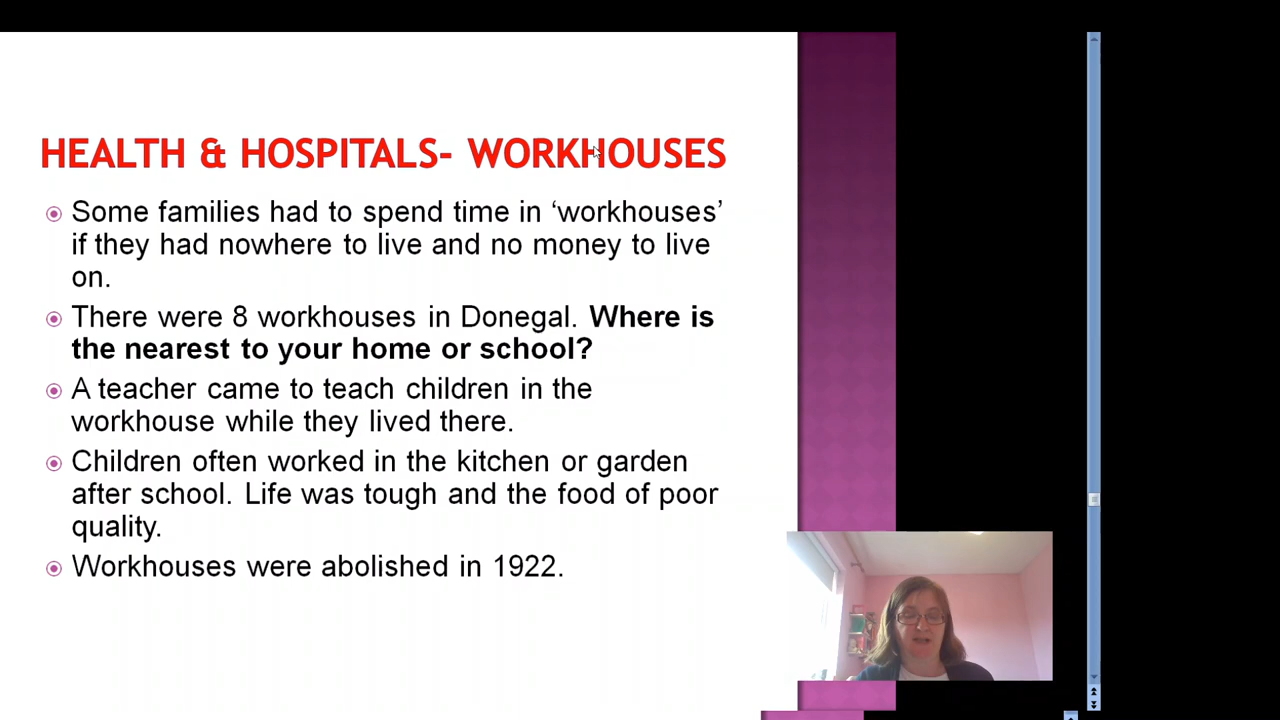 HEALTH & HOSPITALS- WORKHOUSES
Some families had to spend time in ‘workhouses’
if they had nowhere to live and no money to live
on.
There were 8 workhouses in Donegal. Where is
the nearest to your home or school?
A teacher came to teach children in the
workhouse while they lived there.
Children often worked in the kitchen or garden
after school. Life was tough and the food of poor
quality.
Workhouses were abolished in 1922.